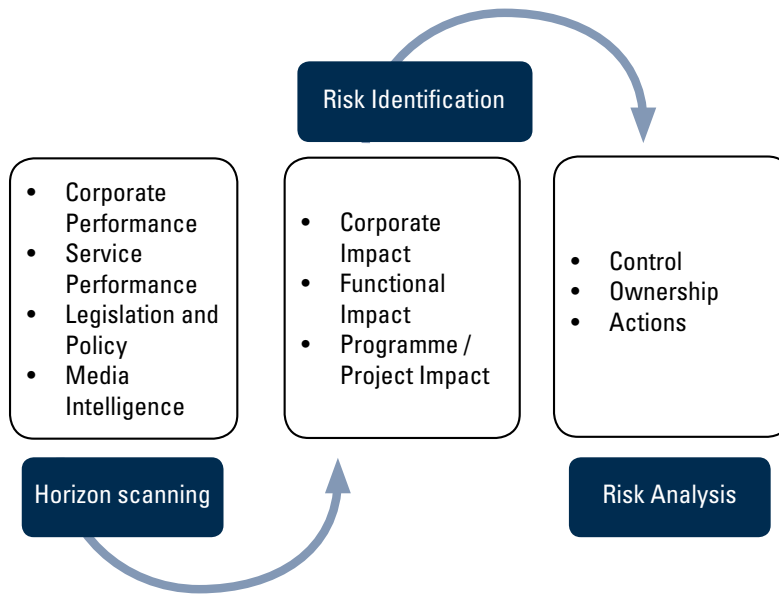 Risk Identification
• Corporate
Performance
• Service
Performance
• Legislation and
Policy
• Media
Intelligence
Horizon scanning
• Corporate
Impact
• Functional
Impact
• Programme /
Project Impact
• Control
• Ownership
• Actions
Risk Analysis